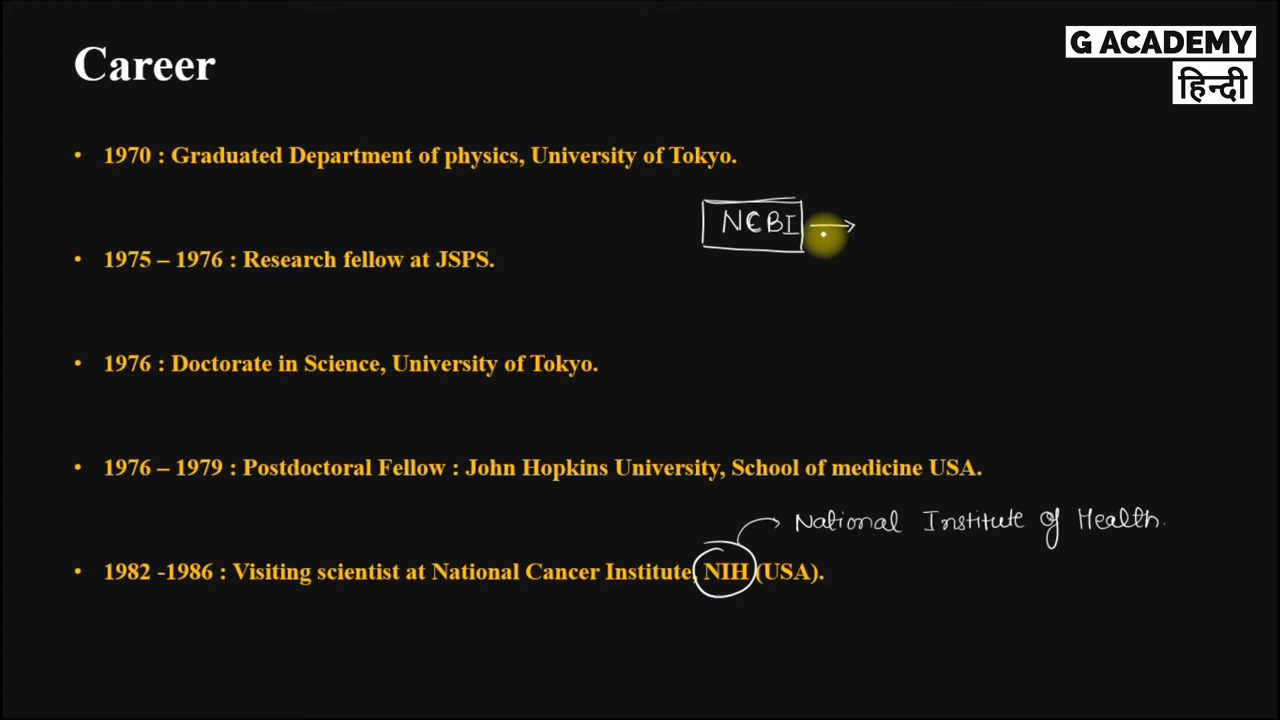 G ACADEMY
हिन्दी
Career
• 1970 : Graduated Department of physics, University of Tokyo.
NCBI →
• 1975 – 1976 : Research fellow at JSPS.
• 1976 : Doctorate in Science, University of Tokyo.
• 1976 – 1979 : Postdoctoral Fellow : John Hopkins University, School of medicine USA.
National Institute of Health.
• 1982 -1986 : Visiting scientist at National Cancer Institute, NIH (USA).